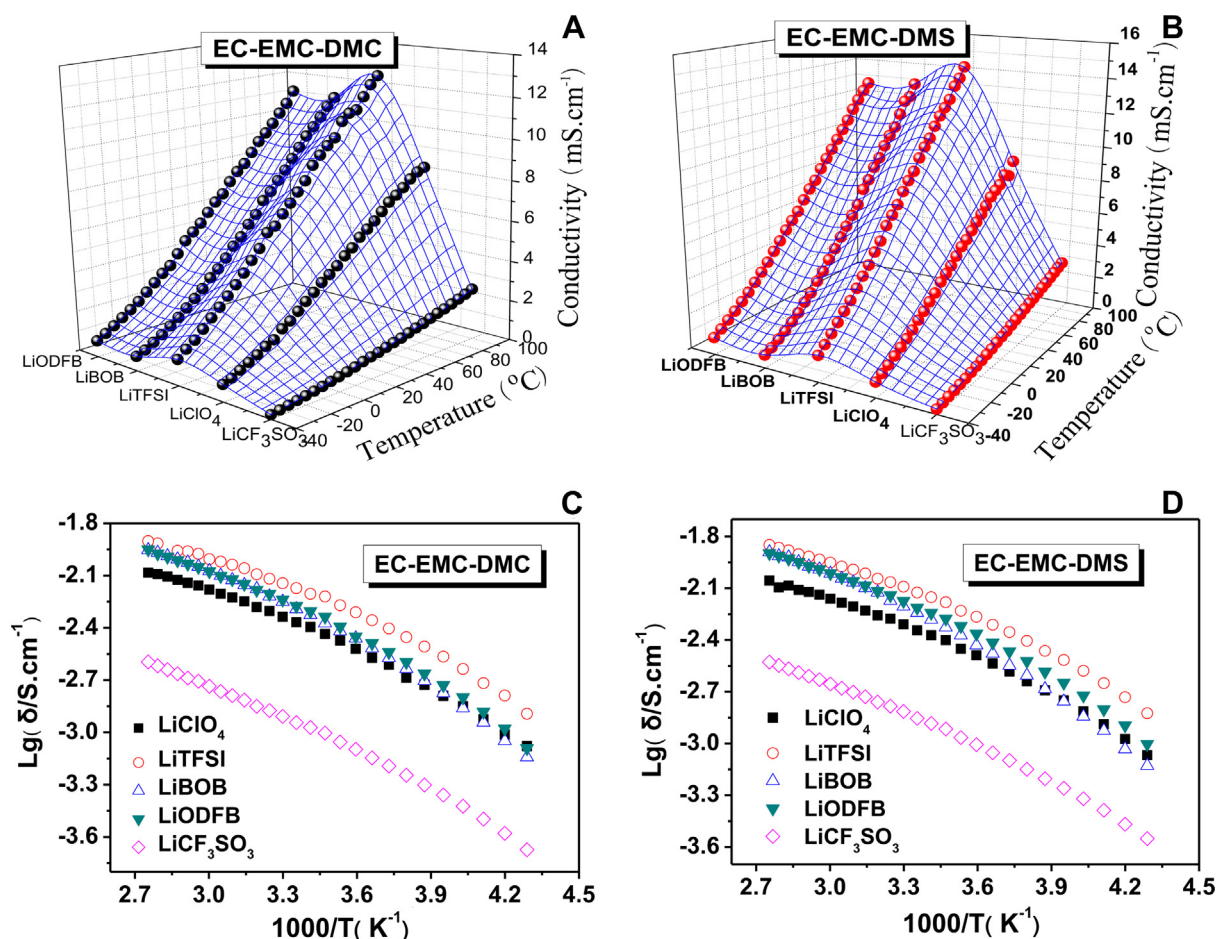 A
EC-EMC-DMC
14
12
10
8
6
4
2
0
Conductivity ( mS.cm⁻¹)
LiODFB
LiBOB
LiTFSI
LiClO₄
LiCF₃SO₃
-40
-20
0
20
40
60
80
100
Temperature (°C)
B
EC-EMC-DMS
16
14
12
10
8
6
4
2
0
Conductivity ( mS.cm⁻¹)
LiODFB
LiBOB
LiTFSI
LiClO₄
LiCF₃SO₃
-40
-20
0
20
40
60
80
100
Temperature (°C)
C
EC-EMC-DMC
-1.8
-2.1
-2.4
-2.7
-3.0
-3.3
-3.6
Lg( δ/S.cm⁻¹)
LiClO₄
LiTFSI
LiBOB
LiODFB
LiCF₃SO₃
2.7 3.0 3.3 3.6 3.9 4.2 4.5
1000/T( K⁻¹)
D
EC-EMC-DMS
-1.8
-2.1
-2.4
-2.7
-3.0
-3.3
-3.6
Lg( δ/S.cm⁻¹)
LiClO₄
LiTFSI
LiBOB
LiODFB
LiCF₃SO₃
2.7 3.0 3.3 3.6 3.9 4.2 4.5
1000/T( K⁻¹)